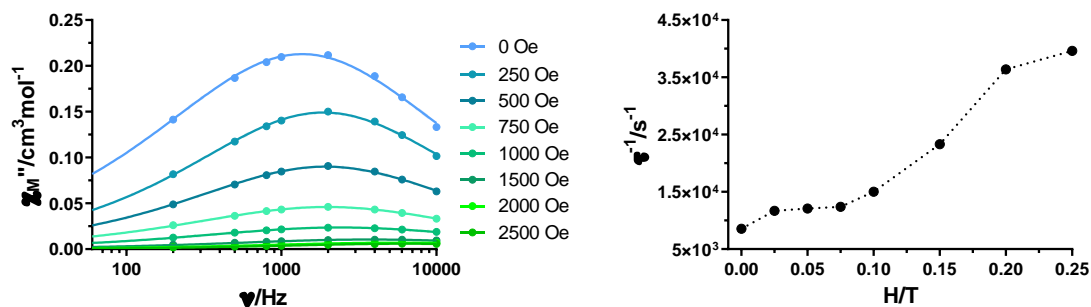 0.25
0.20
0.15
0.10
0.05
0.00
100
1000
10000
χM''/cm³mol⁻¹
ν/Hz
0 Oe
250 Oe
500 Oe
750 Oe
1000 Oe
1500 Oe
2000 Oe
2500 Oe
4.5×10⁴
3.5×10⁴
2.5×10⁴
1.5×10⁴
5×10³
0.00
0.05
0.10
0.15
0.20
0.25
⁻¹/s⁻¹
H/T